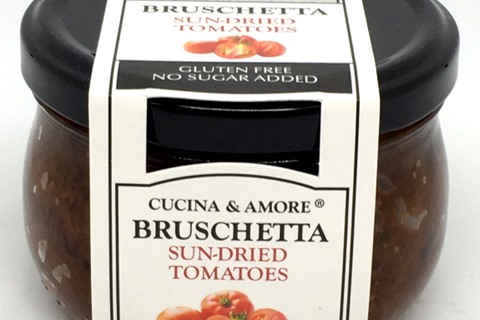 BRUSCHETTA
SUN-DRIED
TOMATOES
GLUTEN FREE
NO SUGAR ADDED
CUCINA & AMORE®
BRUSCHETTA
SUN-DRIED
TOMATOES